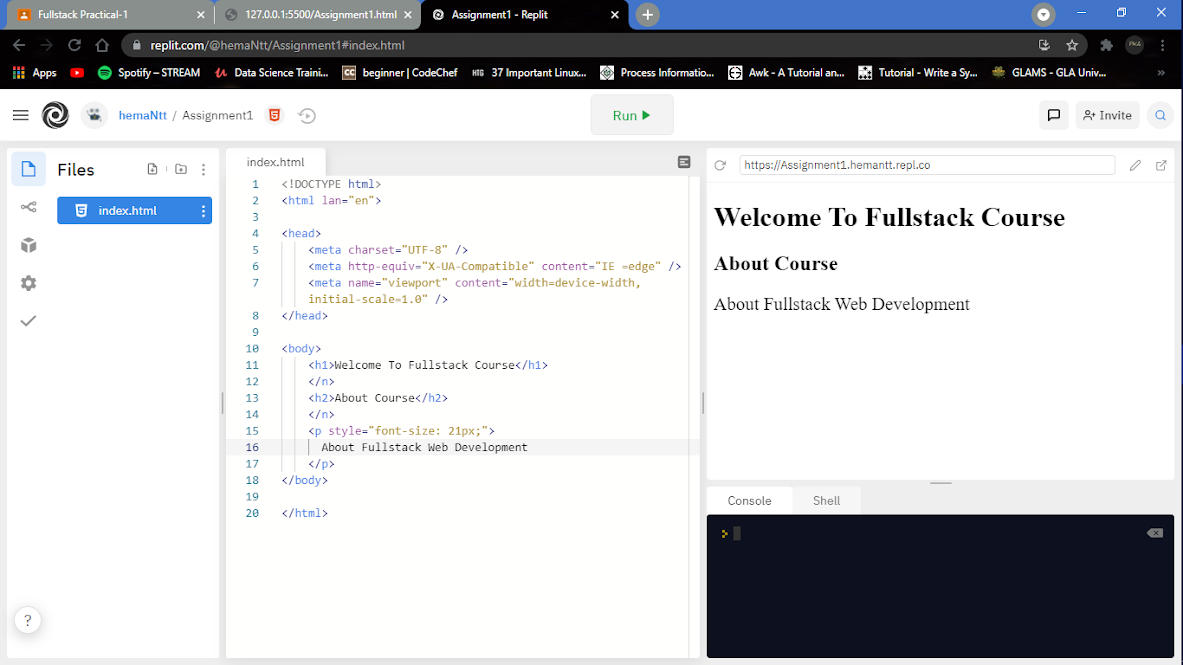 Fullstack Practical-1
127.0.0.1:5500/Assignment1.html
Assignment1 - Replit
replit.com/@hemaNtt/Assignment1#index.html
Apps
Spotify – STREAM
Data Science Traini...
CC beginner | CodeChef
HTG 37 Important Linux...
Process Informatio...
Awk - A Tutorial an...
Tutorial - Write a Sy...
GLAMS - GLA Univ...
»
hemaNtt / Assignment1
Run
Invite
Files
index.html
index.html
1 <!DOCTYPE html>
2 <html lan="en">
3
4 <head>
5 <meta charset="UTF-8" />
6 <meta http-equiv="X-UA-Compatible" content="IE =edge" />
7 <meta name="viewport" content="width=device-width,
initial-scale=1.0" />
8 </head>
9
10 <body>
11 <h1>Welcome To Fullstack Course</h1>
12 </n>
13 <h2>About Course</h2>
14 </n>
15 <p style="font-size: 21px;">
16 About Fullstack Web Development
17 </p>
18 </body>
19
20 </html>
https://Assignment1.hemantt.repl.co
Welcome To Fullstack Course
About Course
About Fullstack Web Development
Console
Shell
>
?